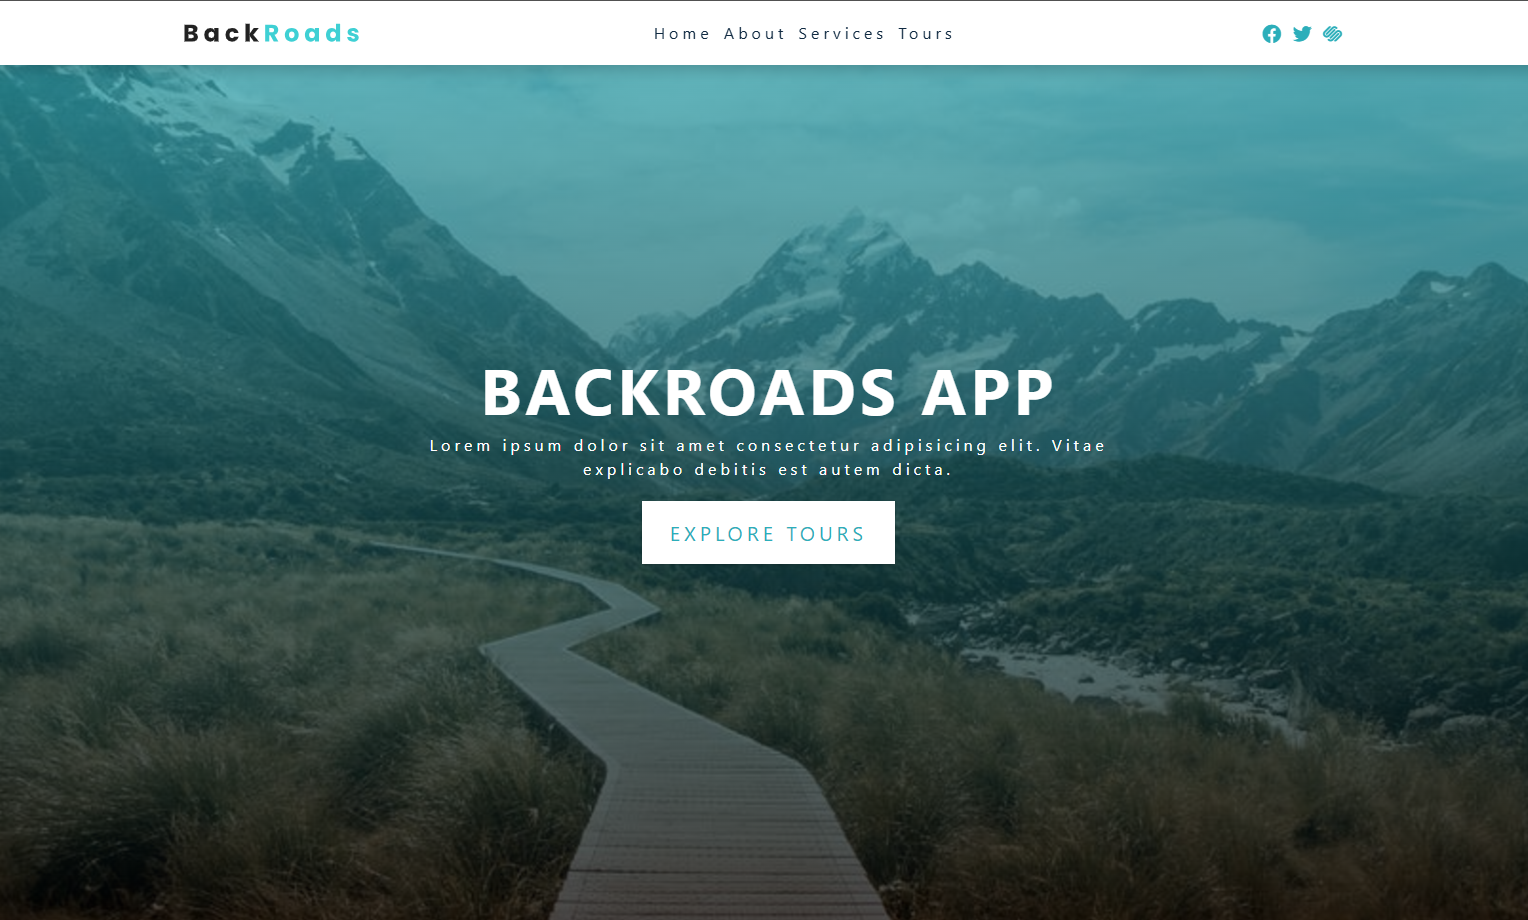 BackRoads
Home About Services Tours
BACKROADS APP
Lorem ipsum dolor sit amet consectetur adipisicing elit. Vitae
explicabo debitis est autem dicta.
EXPLORE TOURS